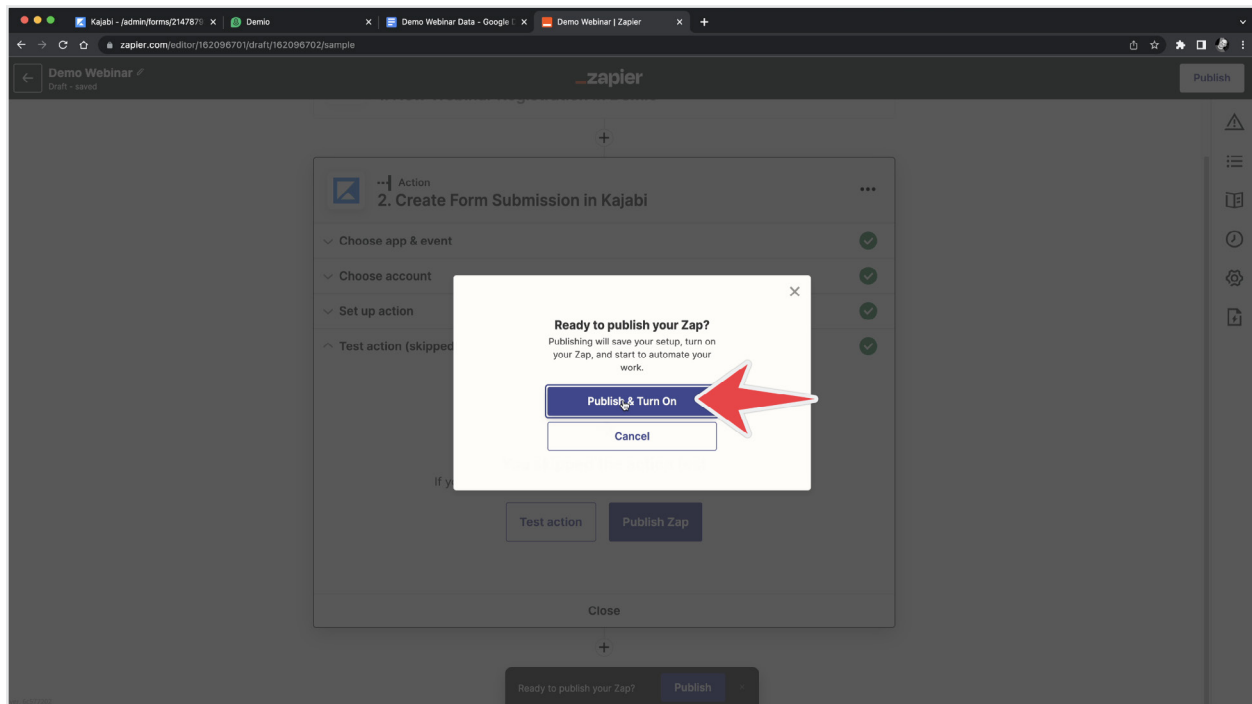 Kajabi - /admin/forms/2147879
Demio
Demo Webinar Data - Google D
Demo Webinar | Zapier
zapier.com/editor/162096701/draft/162096702/sample
Demo Webinar
Draft - saved
_zapier
Publish
Action
2. Create Form Submission in Kajabi
Choose app & event
Choose account
Set up action
Test action (skipped
Ready to publish your Zap?
Publishing will save your setup, turn on
your Zap, and start to automate your
work.
Publish & Turn On
Cancel
If y
Test action
Publish Zap
Close
Ready to publish your Zap?
Publish